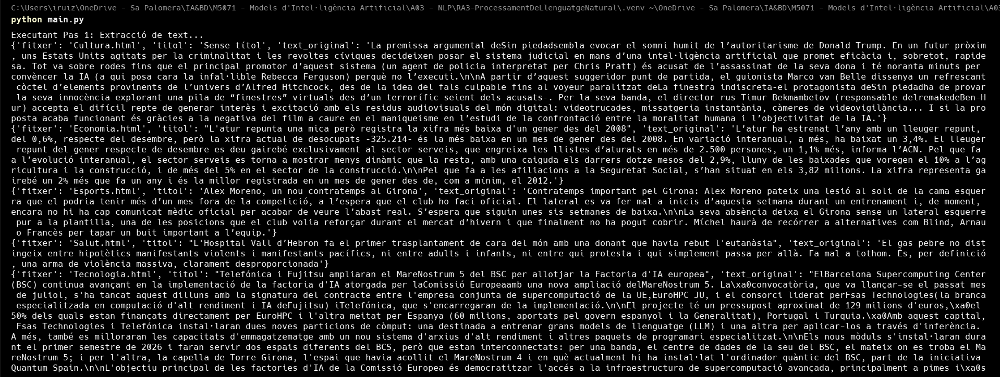 C:\Users\iruiz\OneDrive - Sa Palomera\IA&BD\M5071 - Models d'Intel·ligència Artificial\A03 - NLP\RA3-ProcessamentDeLlenguatgeNatural\.venv ~\OneDrive - Sa Palomera\IA&BD\M5071 - Models d'Intel·ligència Artificial\A03
python main.py
Executant Pas 1: Extracció de text...
{'fitxer': 'Cultura.html', 'titol': 'Sense títol', 'text_original': 'La premissa argumental deSin piedadsembla evocar el somni humit de l’autoritarisme de Donald Trump. En un futur pròxim
, uns Estats Units agitats per la criminalitat i les revoltes cíviques decideixen posar el sistema judicial en mans d’una intel·ligència artificial que promet eficàcia i, sobretot, rapide
sa. Tot va sobre rodes fins que el principal promotor d’aquest sistema (un agent de policia interpretat per Chris Pratt) és acusat de l’assassinat de la seva dona i té noranta minuts per
convèncer la IA (a qui posa cara la infal·lible Rebecca Ferguson) perquè no l’executi.\n\nA partir d’aquest suggeridor punt de partida, el guionista Marco van Belle dissenya un refrescant
còctel d’elements provinents de l’univers d’Alfred Hitchcock, des de la idea del fals culpable fins al voyeur paralitzat deLa finestra indiscreta-el protagonista deSin piedadha de provar
la seva innocència explorant una pila de “finestres” virtuals des d’un terrorífic seient dels acusats-. Per la seva banda, el director rus Timur Bekmambetov (responsable delremakedeBen-H
ur) accepta el difícil repte de generar interès i excitació amb els residus audiovisuals del món digital: videotrucades, missatgeria instantània, càmeres de videovigilància... I si la pro
posta acaba funcionant és gràcies a la negativa del film a caure en el maniqueisme en l’estudi de la confrontació entre la moralitat humana i l’objectivitat de la IA.'}
{'fitxer': 'Economia.html', 'titol': "L'atur repunta una mica però registra la xifra més baixa d'un gener des del 2008", 'text_original': 'L’atur ha estrenat l’any amb un lleuger repunt,
del 0,6%, respecte del desembre, però la xifra actual de desocupats -325.214- és la més baixa en un mes de gener des del 2008. En variació interanual, a més, ha baixat un 3,4%. El lleuger
repunt del gener respecte de desembre es deu gairebé exclusivament al sector serveis, que engreixa les llistes d’aturats en més de 2.500 persones, un 1,1% més, informa l’ACN. Pel que fa
a l’evolució interanual, el sector serveis es torna a mostrar menys dinàmic que la resta, amb una caiguda els darrers dotze mesos del 2,9%, lluny de les baixades que voregen el 10% a l’ag
ricultura i la construcció, i de més del 5% en el sector de la construcció.\n\nPel que fa a les afiliacions a la Seguretat Social, s’han situat en els 3,82 milions. La xifra representa ga
irebé un 2% més que fa un any i és la millor registrada en un mes de gener des de, com a mínim, el 2012.'}
{'fitxer': 'Esports.html', 'titol': 'Alex Moreno, un nou contratemps al Girona', 'text_original': 'Contratemps important pel Girona: Alex Moreno pateix una lesió al soli de la cama esquer
ra que el podria tenir més d’un mes fora de la competició, a l’espera que el club ho faci oficial. El lateral es va fer mal a inicis d’aquesta setmana durant un entrenament i, de moment,
encara no hi ha cap comunicat mèdic oficial per acabar de veure l’abast real. S’espera que siguin unes sis setmanes de baixa.\n\nLa seva absència deixa el Girona sense un lateral esquerre
pur a la plantilla, una de les posicions que el club volia reforçar durant el mercat d’hivern i que finalment no ha pogut cobrir. Míchel haurà de recórrer a alternatives com Blind, Arnau
o Francès per tapar un buit important a l’equip.'}
{'fitxer': 'Salut.html', 'titol': "L'Hospital Vall d’Hebron fa el primer trasplantament de cara del món amb una donant que havia rebut l'eutanàsia", 'text_original': 'El gas pebre no dist
ingeix entre hipotètics manifestants violents i manifestants pacífics, ni entre adults i infants, ni entre qui protesta i qui simplement passa per allà. Fa mal a tothom. És, per definició
, una arma de violència massiva, clarament desproporcionada'}
{'fitxer': 'Tecnologia.html', 'titol': "Telefónica i Fujitsu ampliaran el MareNostrum 5 del BSC per allotjar la Factoria d'IA europea", 'text_original': "ElBarcelona Supercomputing Center
(BSC) continua avançant en la implementació de la factoria d'IA atorgada per laComissió Europeaamb una nova ampliació delMareNostrum 5. La\xa0convocatòria, que va llançar-se el passat mes
de juliol, s'ha tancat aquest dilluns amb la signatura del contracte entre l'empresa conjunta de supercomputació de la UE,EuroHPC JU, i el consorci liderat perFsas Technologies(la branca
especialitzada en computació d'alt rendiment i IA deFujitsu) iTelefónica, que s'encarregaran de la implementació.\n\nEl projecte té un pressupost aproximat de 129 milions d'euros,\xa0el
50% dels quals estan finançats directament per EuroHPC i l'altra meitat per Espanya (60 milions, aportats pel govern espanyol i la Generalitat), Portugal i Turquia.\xa0Amb aquest capital,
Fsas Technologies i Telefónica instal·laran dues noves particions de còmput: una destinada a entrenar grans models de llenguatge (LLM) i una altra per aplicar-los a través d'inferència.
A més, també es milloraran les capacitats d'emmagatzematge amb un nou sistema d'arxius d'alt rendiment i altres paquets de programari especialitzat.\n\nEls nous mòduls s'instal·laran dura
nt el primer semestre de 2026 i faran servir dos espais diferents del BCS, però que estan interconnectats: per una banda, el centre de dades de la seu del BSC, el mateix on es troba el Ma
reNostrum 5; i per l'altra, la capella de Torre Girona, l'espai que havia acollit el MareNostrum 4 i en què actualment hi ha instal·lat l'ordinador quàntic del BSC, part de la iniciativa
Quantum Spain.\n\nL'objectiu principal de les factories d'IA de la Comissió Europea és democratitzar l'accés a la infraestructura de supercomputació avançada, principalment a pimes i\xa0s